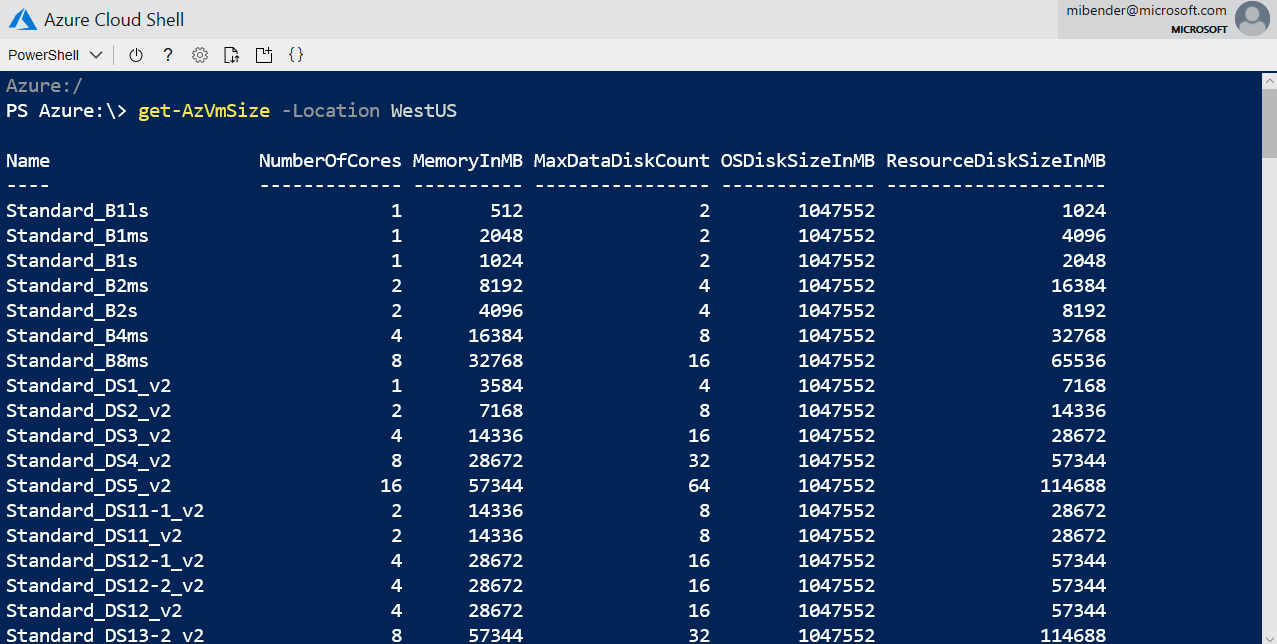 Azure Cloud Shell
mibender@microsoft.com
MICROSOFT
PowerShell ? {}
Azure:/
PS Azure:\> get-AzVmSize -Location WestUS
Name NumberOfCores MemoryInMB MaxDataDiskCount OSDiskSizeInMB ResourceDiskSizeInMB
---- ------------- ---------- ---------------- -------------- --------------------
Standard_B1ls 1 512 2 1047552 1024
Standard_B1ms 1 2048 2 1047552 4096
Standard_B1s 1 1024 2 1047552 2048
Standard_B2ms 2 8192 4 1047552 16384
Standard_B2s 2 4096 4 1047552 8192
Standard_B4ms 4 16384 8 1047552 32768
Standard_B8ms 8 32768 16 1047552 65536
Standard_DS1_v2 1 3584 4 1047552 7168
Standard_DS2_v2 2 7168 8 1047552 14336
Standard_DS3_v2 4 14336 16 1047552 28672
Standard_DS4_v2 8 28672 32 1047552 57344
Standard_DS5_v2 16 57344 64 1047552 114688
Standard_DS11-1_v2 2 14336 8 1047552 28672
Standard_DS11_v2 2 14336 8 1047552 28672
Standard_DS12-1_v2 4 28672 16 1047552 57344
Standard_DS12-2_v2 4 28672 16 1047552 57344
Standard_DS12_v2 4 28672 16 1047552 57344
Standard_DS13-2_v2 8 57344 32 1047552 114688